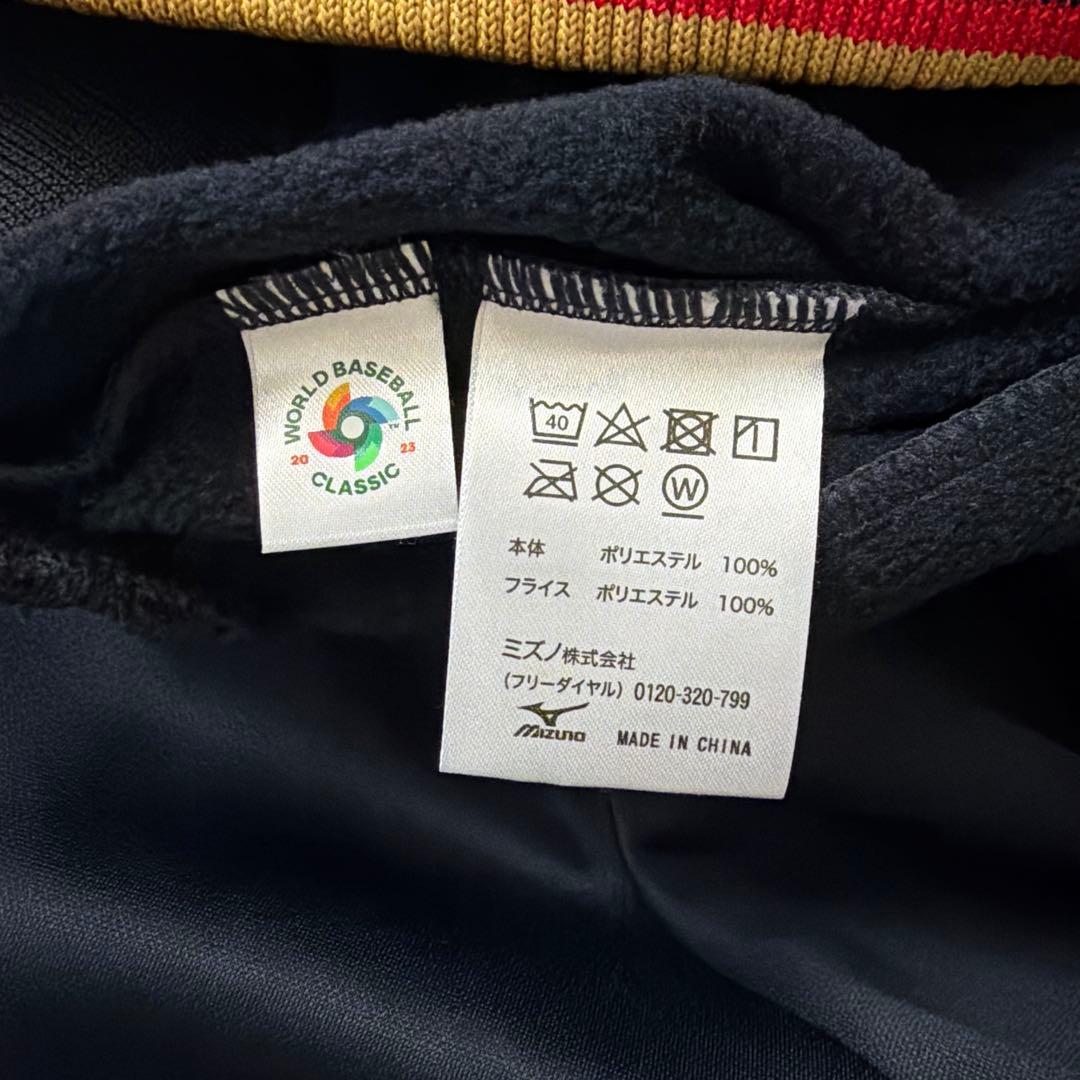 WORLD BASEBALL
20 23
CLASSIC
TM
40
W
本体 ポリエステル 100%
フライス ポリエステル 100%
ミズノ株式会社
(フリーダイヤル) 0120-320-799
Mizuno MADE IN CHINA